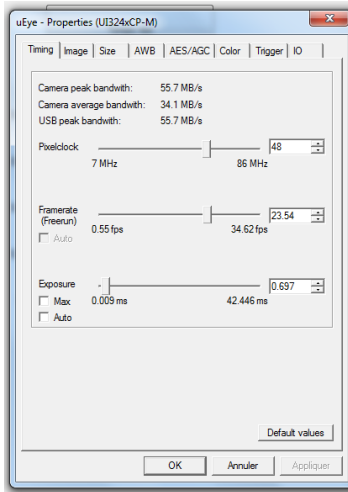 uEye - Properties (UI324xCP-M)
Timing Image Size AWB AES/AGC Color Trigger IO
Camera peak bandwith: 55.7 MB/s
Camera average bandwith: 34.1 MB/s
USB peak bandwith: 55.7 MB/s
Pixelclock 48
7 MHz 86 MHz
Framerate
(Freerun) 23.54
Auto 0.55 fps 34.62 fps
Exposure 0.697
Max 0.009 ms 42.446 ms
Auto
Default values
OK Annuler Appliquer